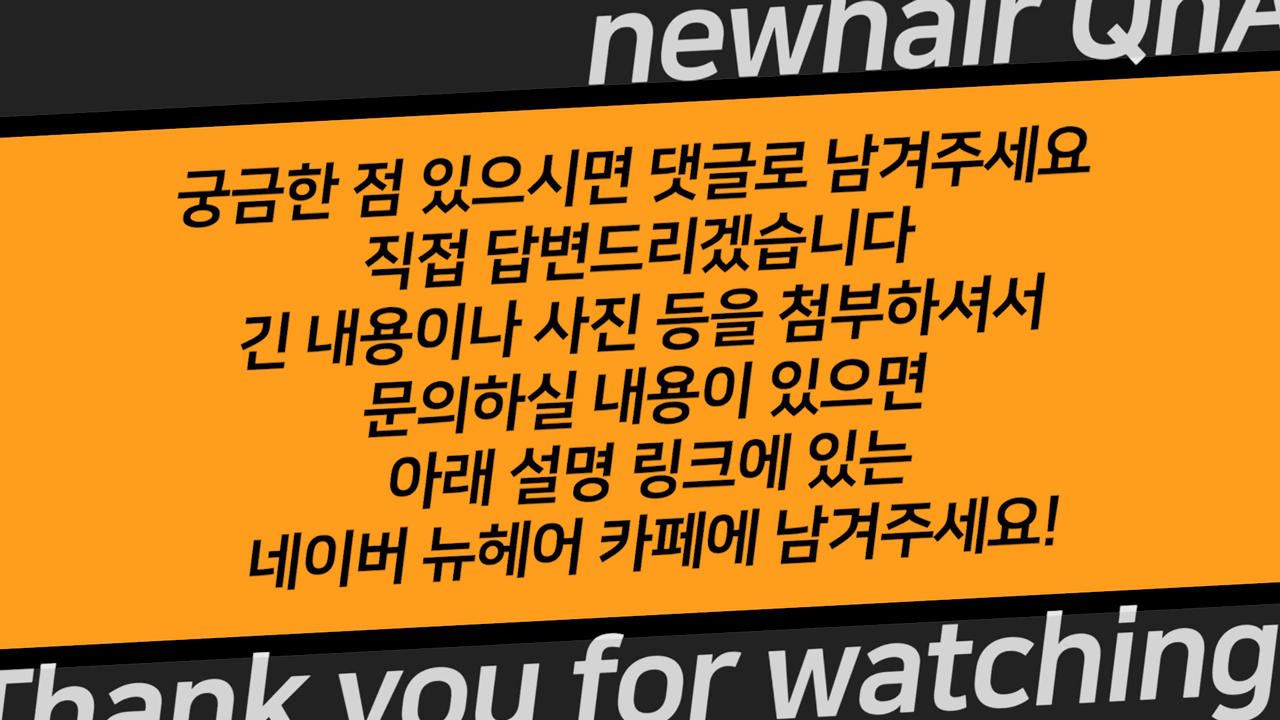 newhair QnA
궁금한 점 있으시면 댓글로 남겨주세요
직접 답변드리겠습니다
긴 내용이나 사진 등을 첨부하셔서
문의하실 내용이 있으면
아래 설명 링크에 있는
네이버 뉴헤어 카페에 남겨주세요!
Thank you for watching